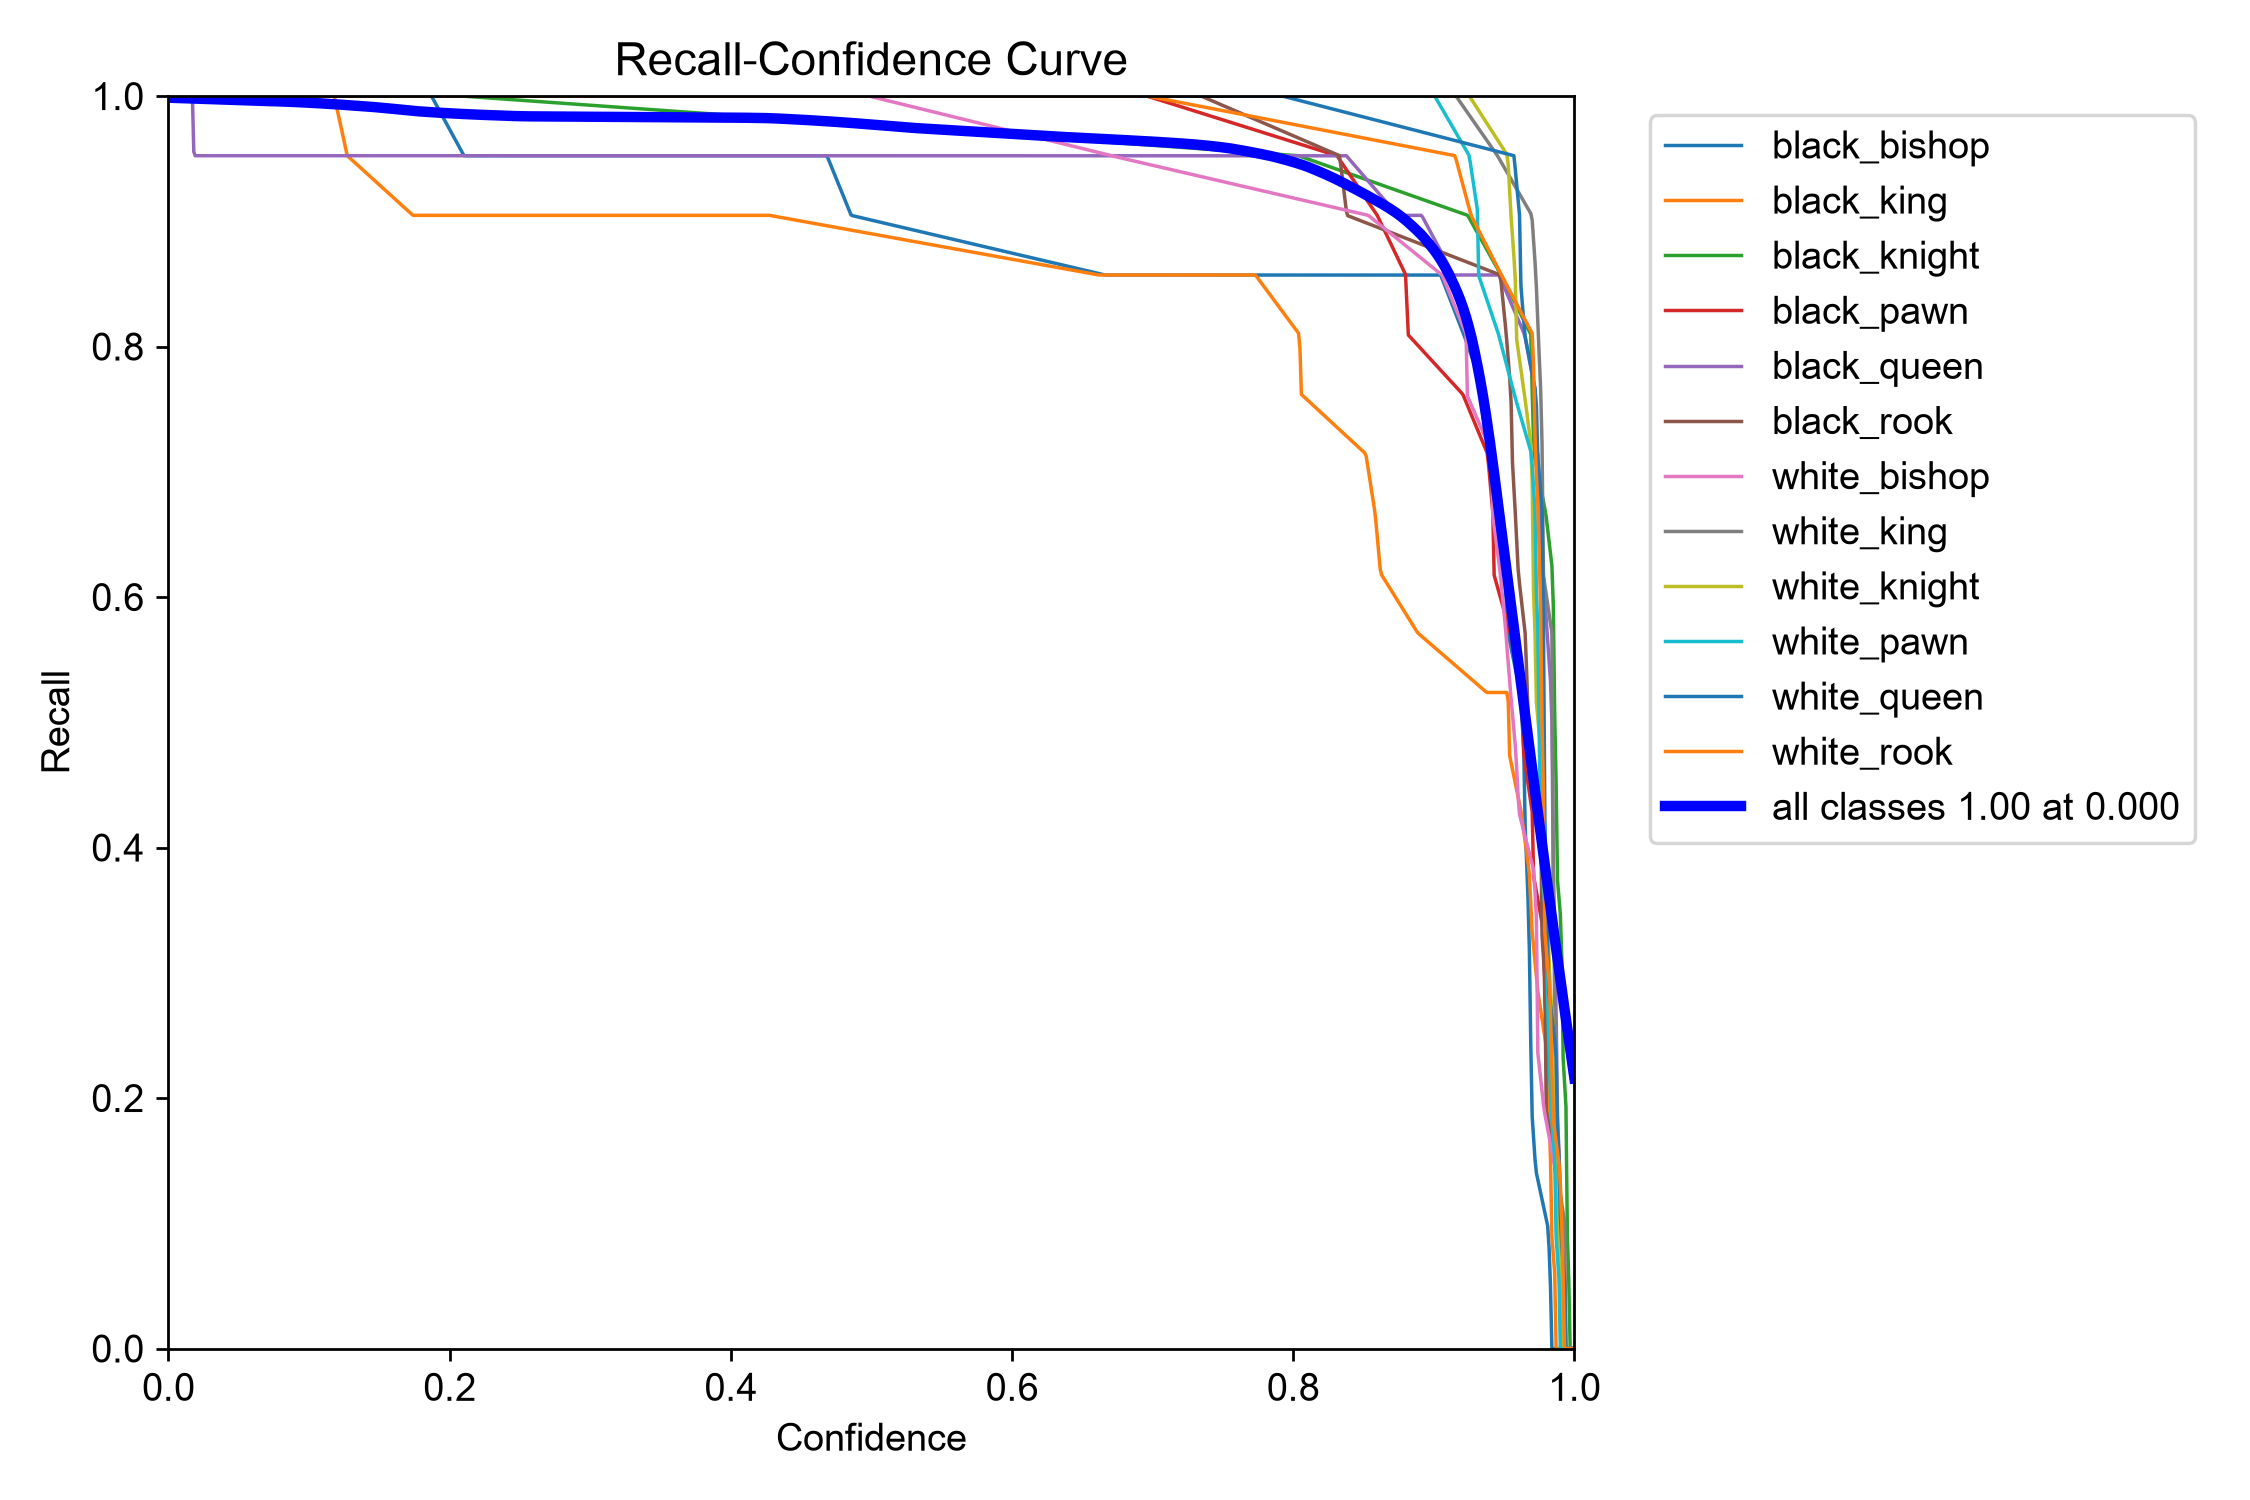 Recall-Confidence Curve
1.0
0.8
0.6
0.4
0.2
0.0
Recall
0.0 0.2 0.4 0.6 0.8 1.0
Confidence
black_bishop
black_king
black_knight
black_pawn
black_queen
black_rook
white_bishop
white_king
white_knight
white_pawn
white_queen
white_rook
all classes 1.00 at 0.000